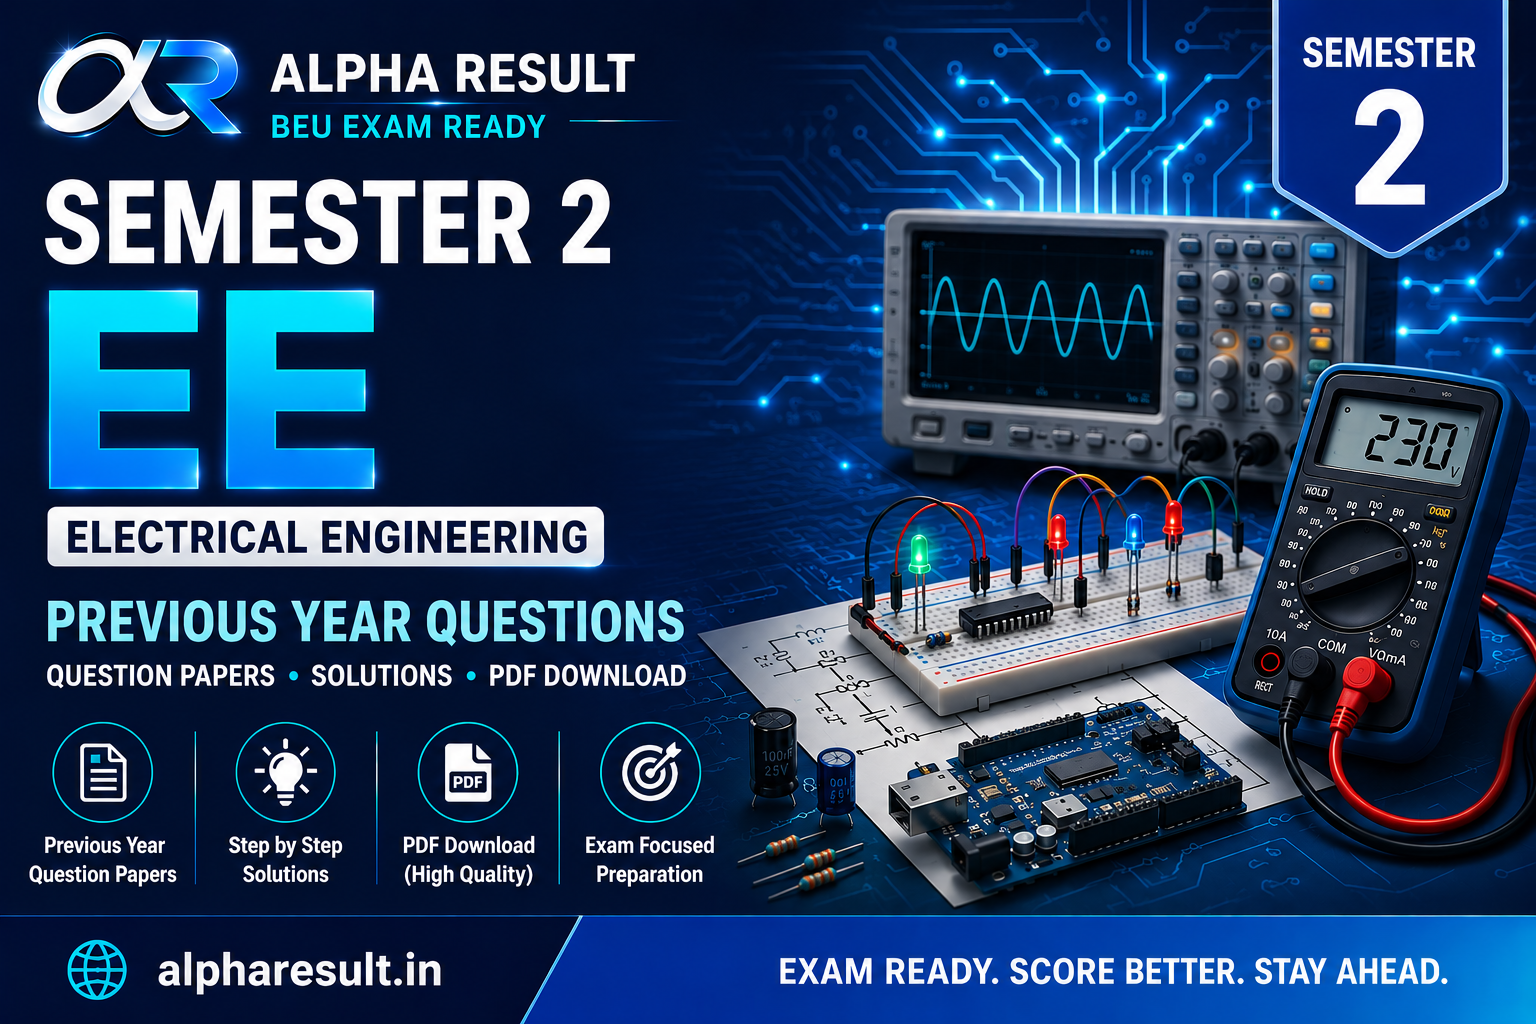 ALPHA RESULT
BEU EXAM READY
SEMESTER
2
SEMESTER 2
EE
ELECTRICAL ENGINEERING
PREVIOUS YEAR QUESTIONS
QUESTION PAPERS • SOLUTIONS • PDF DOWNLOAD
PDF
Previous Year
Question Papers
Step by Step
Solutions
PDF Download
(High Quality)
Exam Focused
Preparation
230
V
HOLD
10A
COM
VΩmA
alpharesult.in
EXAM READY. SCORE BETTER. STAY AHEAD.